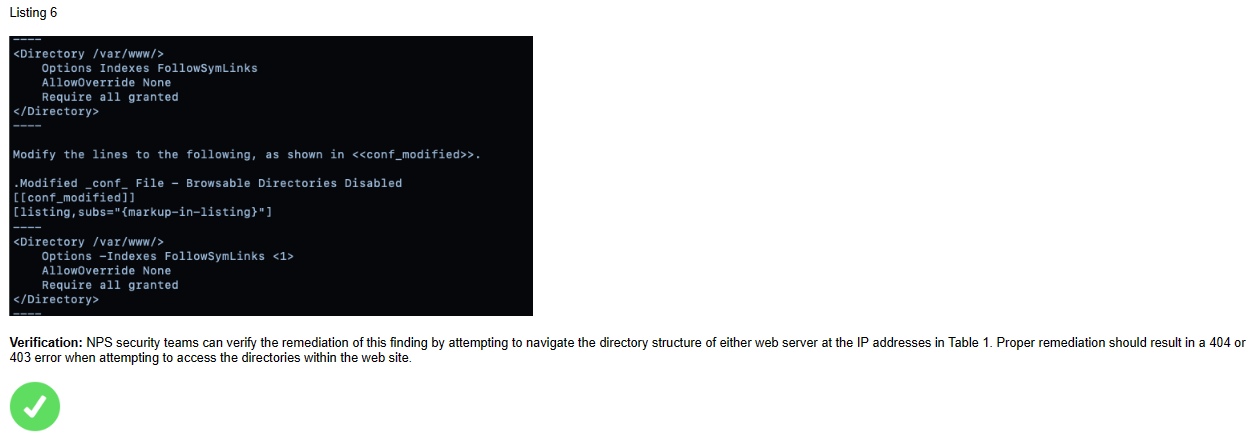 Listing 6
----
<Directory /var/www/>
    Options Indexes FollowSymLinks
    AllowOverride None
    Require all granted
</Directory>
----
Modify the lines to the following, as shown in <<conf_modified>>.
.Modified _conf_ File – Browsable Directories Disabled
[[conf_modified]]
[listing,subs="{markup-in-listing}"]
----
<Directory /var/www/>
    Options –Indexes FollowSymLinks <1>
    AllowOverride None
    Require all granted
</Directory>
----
Verification: NPS security teams can verify the remediation of this finding by attempting to navigate the directory structure of either web server at the IP addresses in Table 1. Proper remediation should result in a 404 or
403 error when attempting to access the directories within the web site.